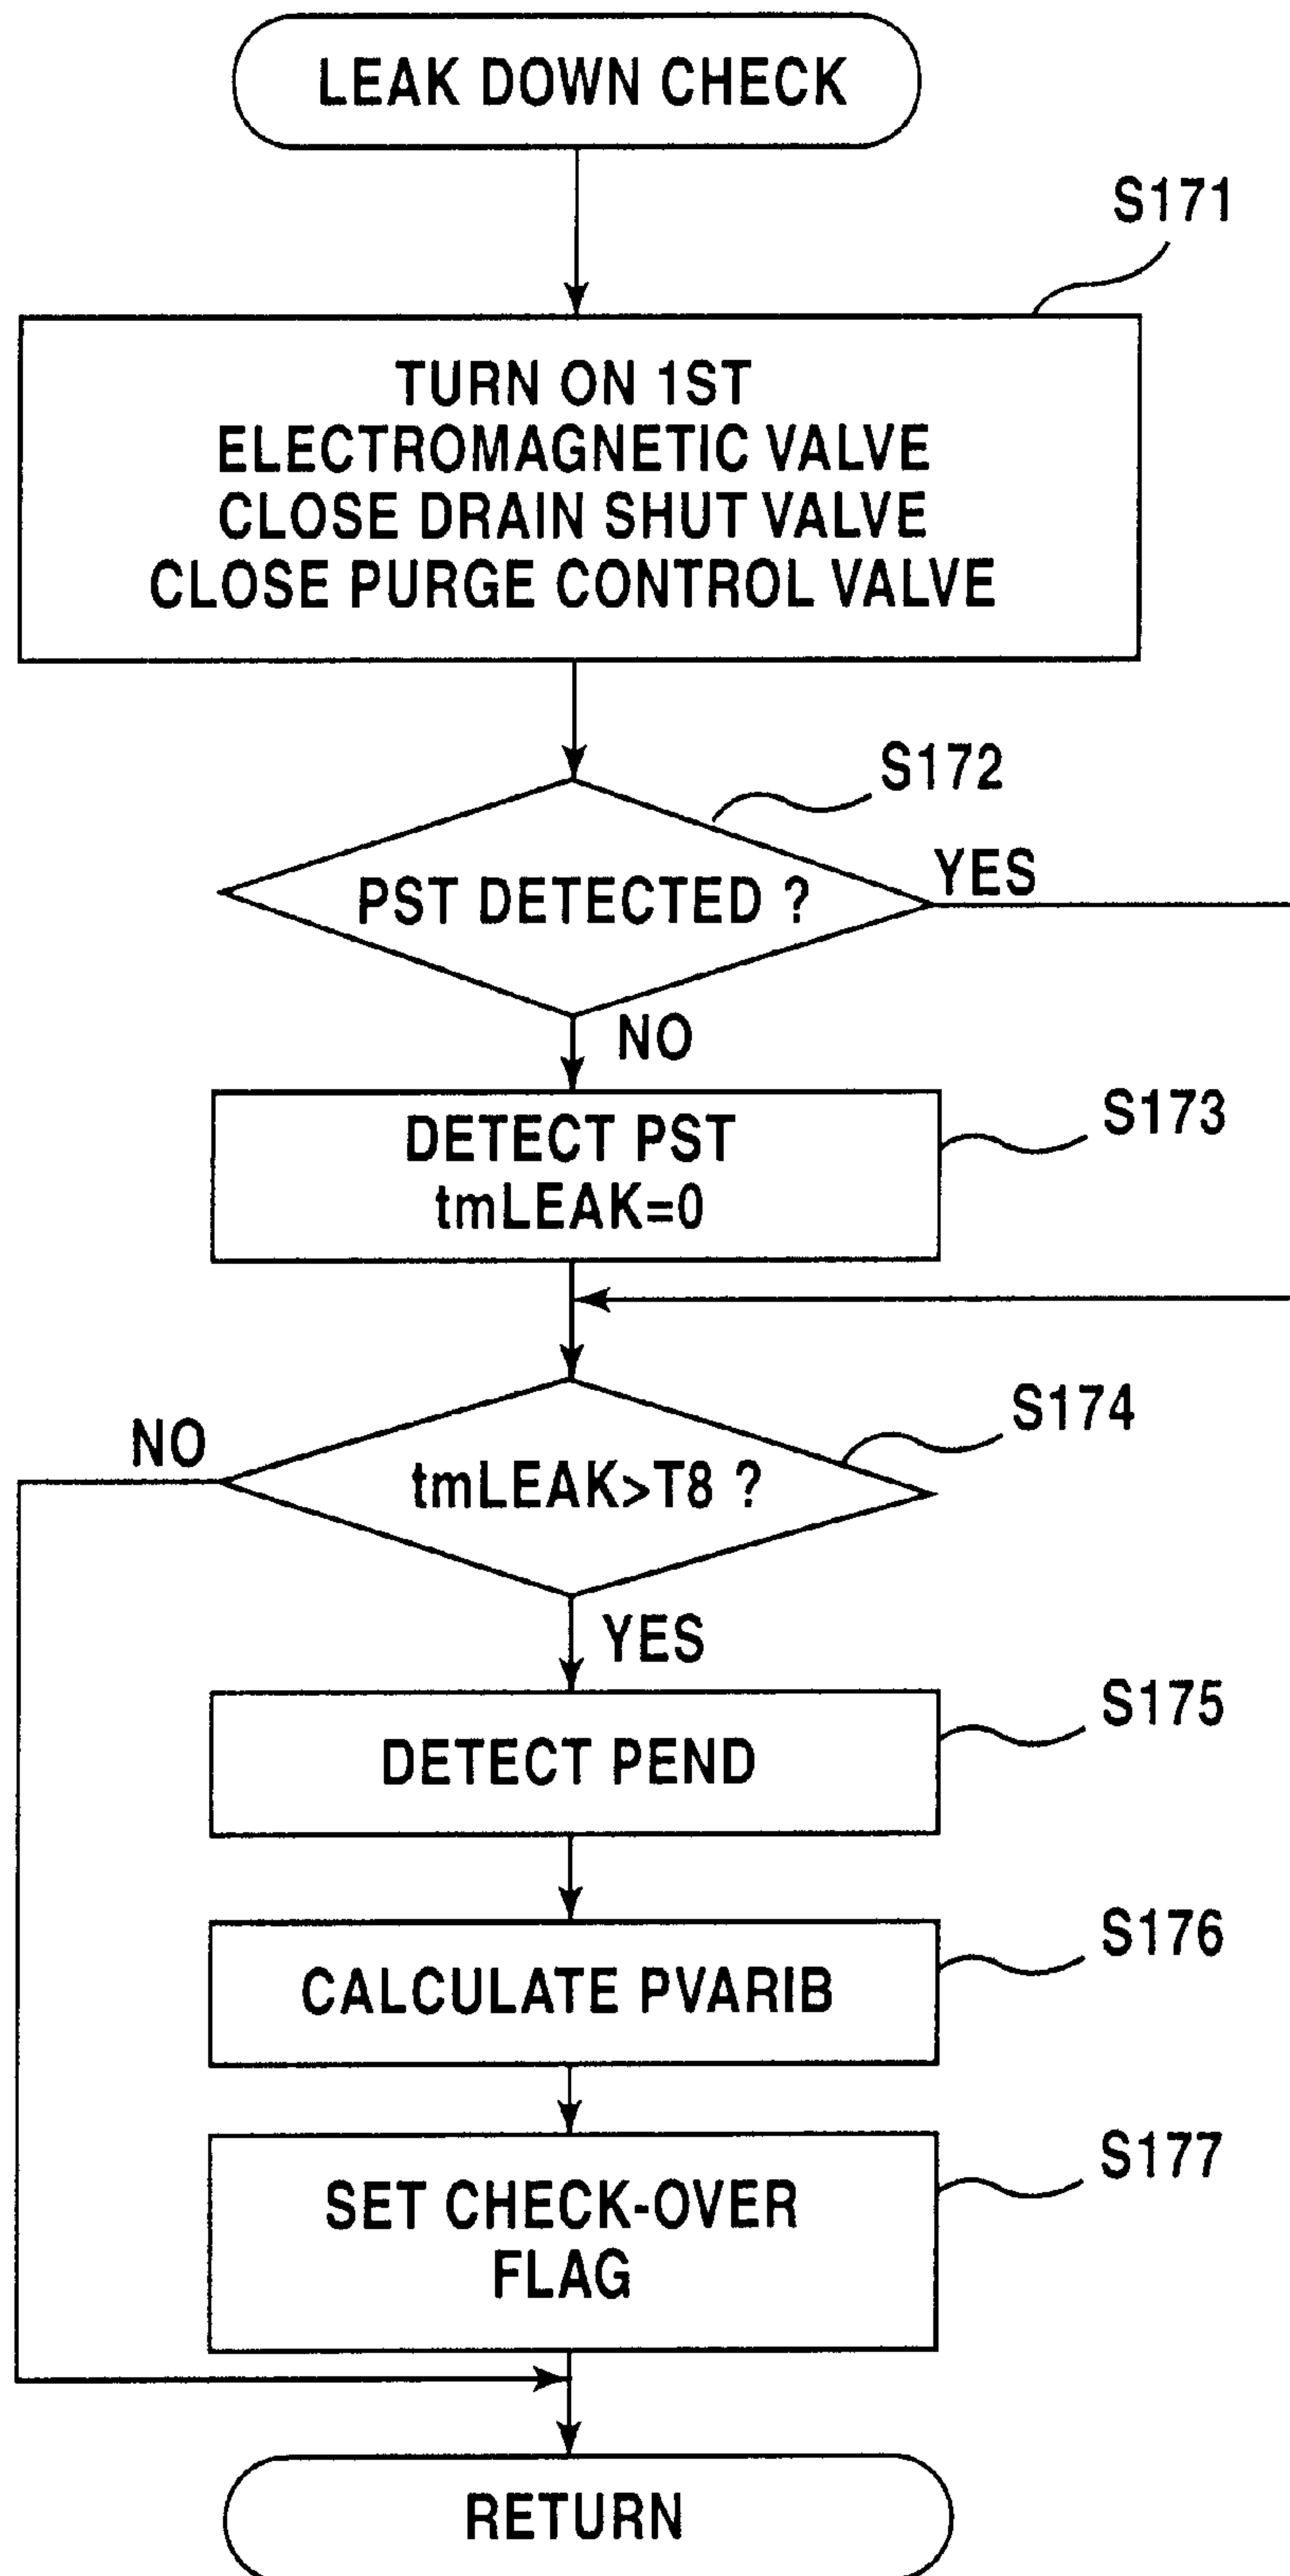 LEAK DOWN CHECK
S171
TURN ON 1ST
ELECTROMAGNETIC VALVE
CLOSE DRAIN SHUT VALVE
CLOSE PURGE CONTROL VALVE
S172
PST DETECTED ?
YES
NO
S173
DETECT PST
tmLEAK=0
S174
NO
tmLEAK>T8 ?
YES
S175
DETECT PEND
S176
CALCULATE PVARIB
S177
SET CHECK-OVER
FLAG
RETURN